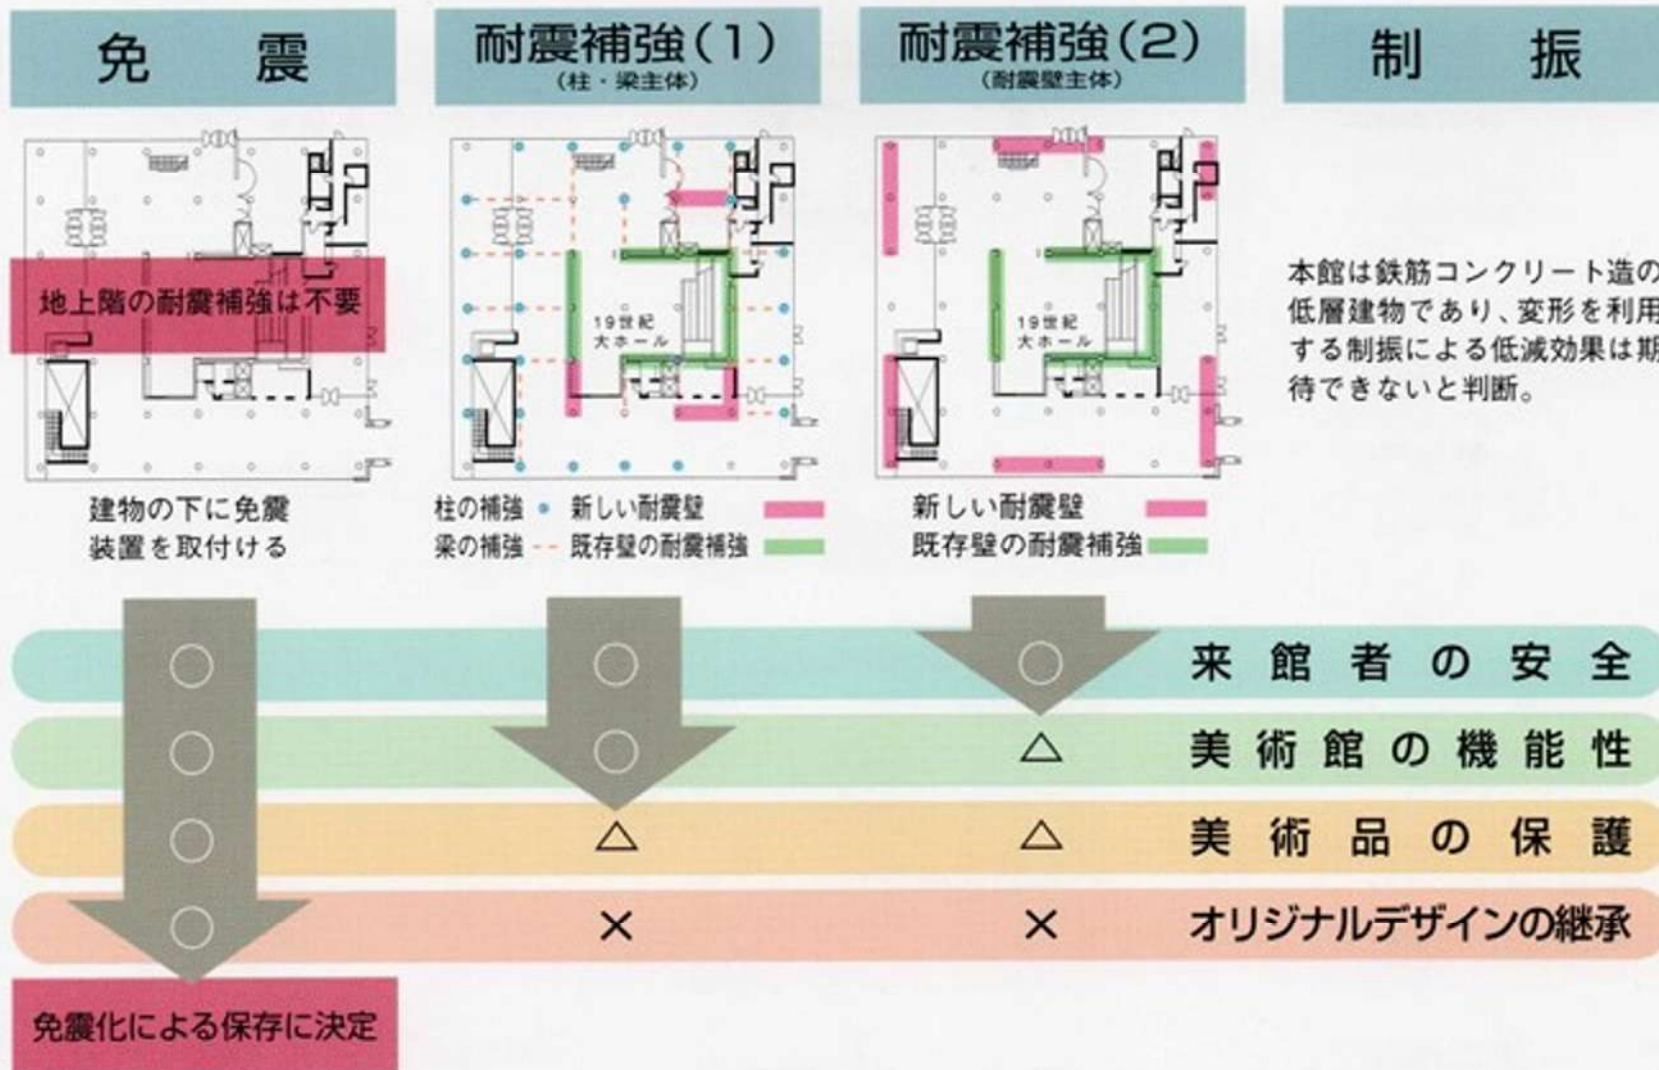 免震
耐震補強(1)
(柱・梁主体)
耐震補強(2)
(耐震壁主体)
制振
地上階の耐震補強は不要
19世紀
大ホール
19世紀
大ホール
本館は鉄筋コンクリート造の
低層建物であり、変形を利用
する制振による低減効果は期
待できないと判断。
建物の下に免震
装置を取付ける
柱の補強 新しい耐震壁
梁の補強 既存壁の耐震補強
新しい耐震壁
既存壁の耐震補強
○ ○ ○ 来館者の安全
○ ○ △ 美術館の機能性
○ △ △ 美術品の保護
○ × × オリジナルデザインの継承
免震化による保存に決定